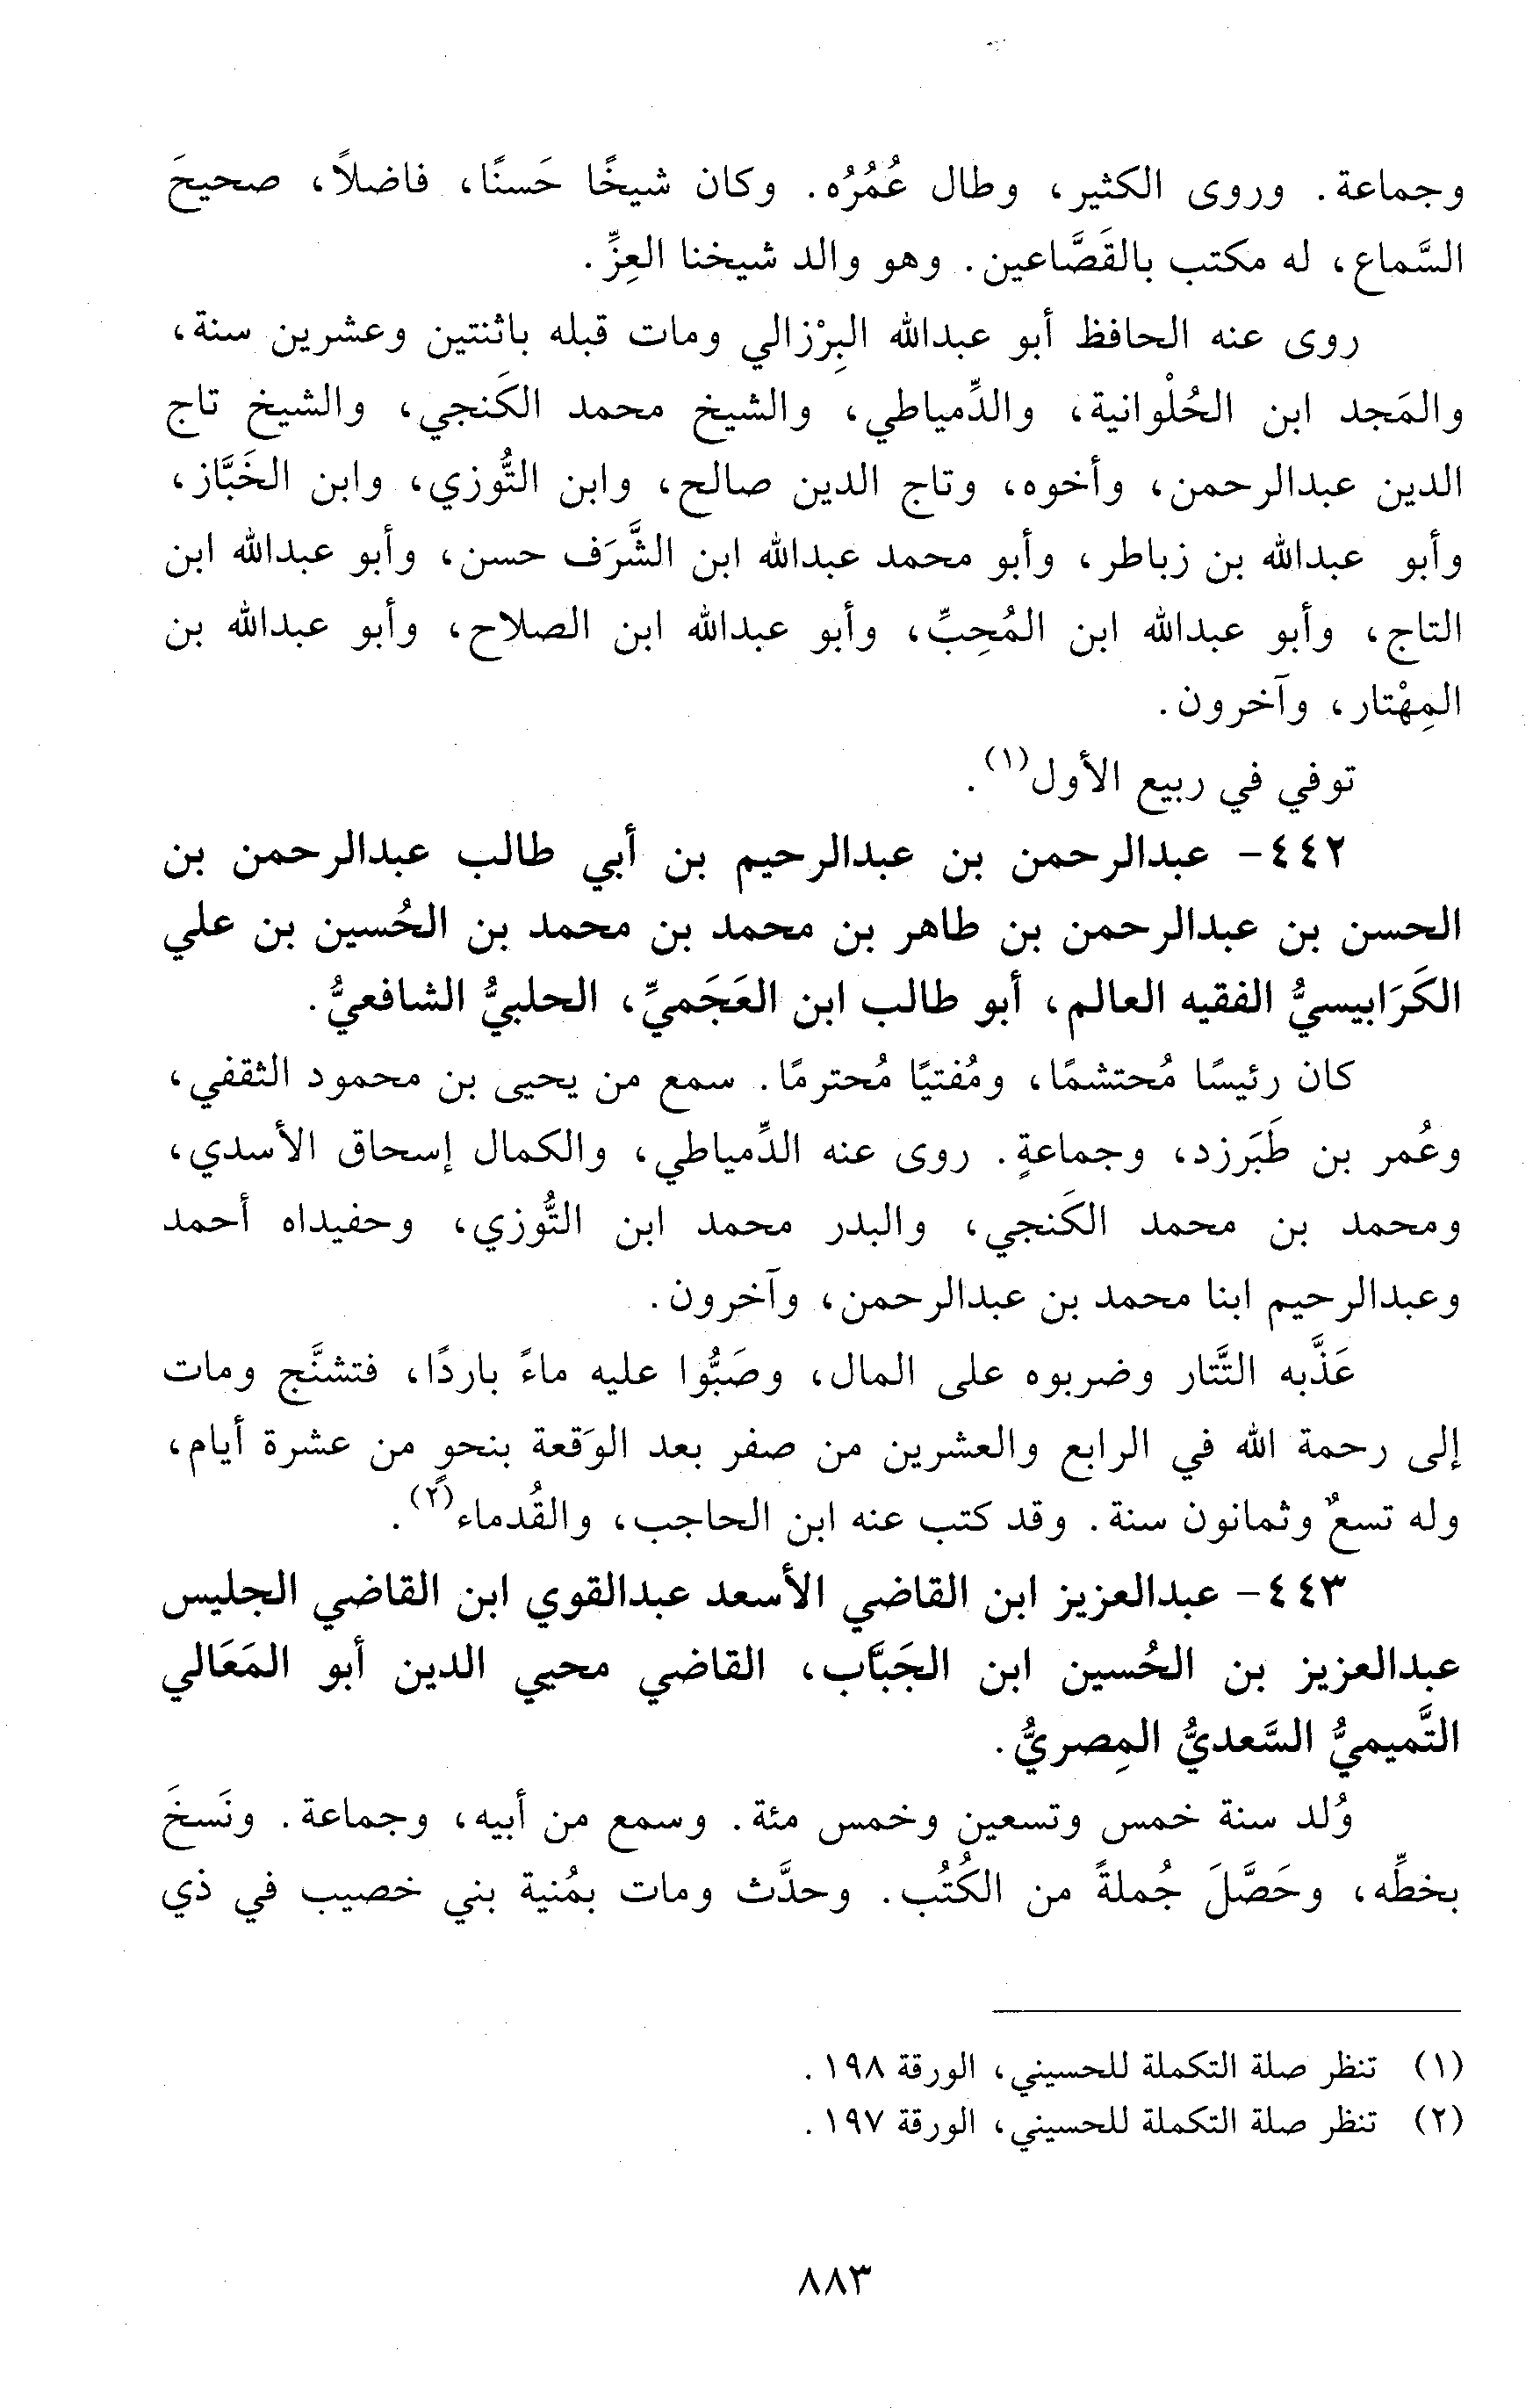 وجماعة. وروى الكثير، وطال عُمُرُه. وكان شيخًا حَسنًا، فاضلاً، صحيحَ
السَّماع، له مكتب بالقَصَّاعين. وهو والد شيخنا العِزِّ.
روى عنه الحافظ أبو عبدالله البِرْزالي ومات قبله باثنتين وعشرين سنة،
والمَجد ابن الحُلْوانية، والدِّمياطي، والشيخ محمد الكَنجي، والشيخ تاج
الدين عبدالرحمن، وأخوه، وتاج الدين صالح، وابن التُّوزي، وابن الخَبَّاز،
وأبو عبدالله بن زباطر، وأبو محمد عبدالله ابن الشَّرَف حسن، وأبو عبدالله ابن
التاج، وأبو عبدالله ابن المُحِبِّ، وأبو عبدالله ابن الصلاح، وأبو عبدالله بن
المِهْتار، وآخرون.
توفي في ربيع الأول(١).
٤٤٢- عبدالرحمن بن عبدالرحيم بن أبي طالب عبدالرحمن بن
الحسن بن عبدالرحمن بن طاهر بن محمد بن محمد بن الحُسين بن علي
الكَرَابيسيُّ الفقيه العالم، أبو طالب ابن العَجَميِّ، الحلبيُّ الشافعيُّ.
كان رئيسًا مُحتشمًا، ومُفتيًا مُحترمًا. سمع من يحيى بن محمود الثقفي،
وعُمر بن طَبَرزد، وجماعةٍ. روى عنه الدِّمياطي، والكمال إسحاق الأسدي،
ومحمد بن محمد الكَنجي، والبدر محمد ابن التُّوزي، وحفيداه أحمد
وعبدالرحيم ابنا محمد بن عبدالرحمن، وآخرون.
عَذَّبه التَّتار وضربوه على المال، وصَبُّوا عليه ماءً باردًا، فتشنَّج ومات
إلى رحمة الله في الرابع والعشرين من صفر بعد الوَقعة بنحوٍ من عشرة أيام،
وله تسعٌ وثمانون سنة. وقد كتب عنه ابن الحاجب، والقُدماء(٢).
٤٤٣- عبدالعزيز ابن القاضي الأسعد عبدالقوي ابن القاضي الجليس
عبدالعزيز بن الحُسين ابن الجَبَّاب، القاضي محيي الدين أبو المَعَالي
التَّميميُّ السَّعديُّ المِصريُّ.
وُلد سنة خمس وتسعين وخمس مئة. وسمع من أبيه، وجماعة. ونَسخَ
بخطِّه، وحَصَّلَ جُملةً من الكُتُب. وحدَّث ومات بمُنية بني خصيب في ذي
(١) تنظر صلة التكملة للحسيني، الورقة ١٩٨.
(٢) تنظر صلة التكملة للحسيني، الورقة ١٩٧.
٨٨٣